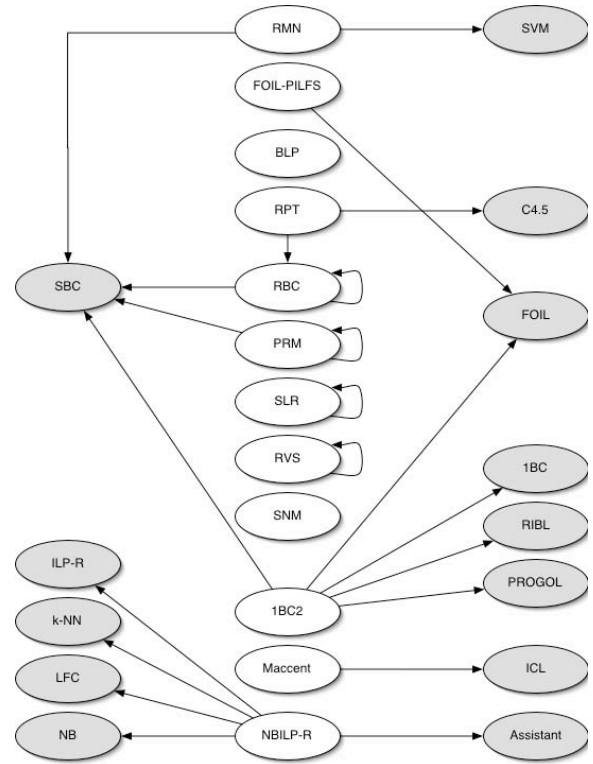 RMN
SVM
FOIL-PILFS
BLP
RPT
C4.5
SBC
RBC
FOIL
PRM
SLR
RVS
1BC
SNM
RIBL
ILP-R
PROGOL
k-NN
1BC2
LFC
Maccent
ICL
NB
NBILP-R
Assistant